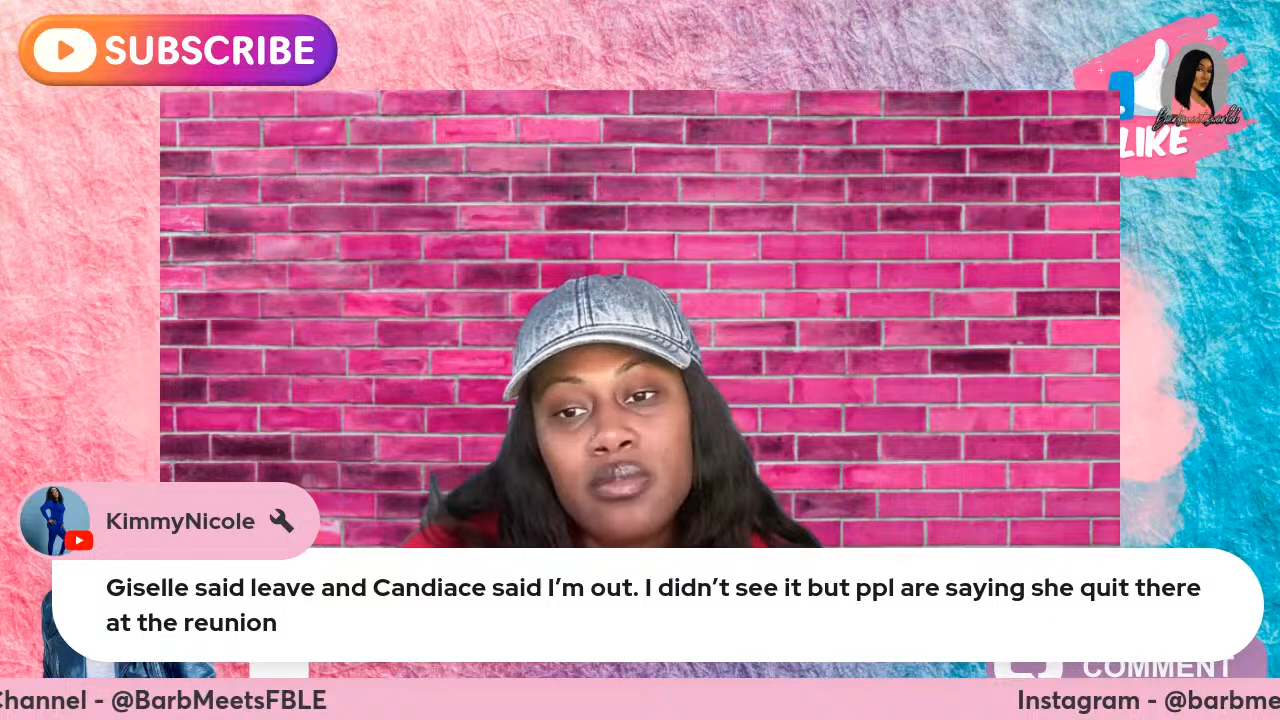 SUBSCRIBE
LIKE
KimmyNicole
Giselle said leave and Candiace said I’m out. I didn’t see it but ppl are saying she quit there
at the reunion
COMMENT
Channel - @BarbMeetsFBLE
Instagram - @barbme